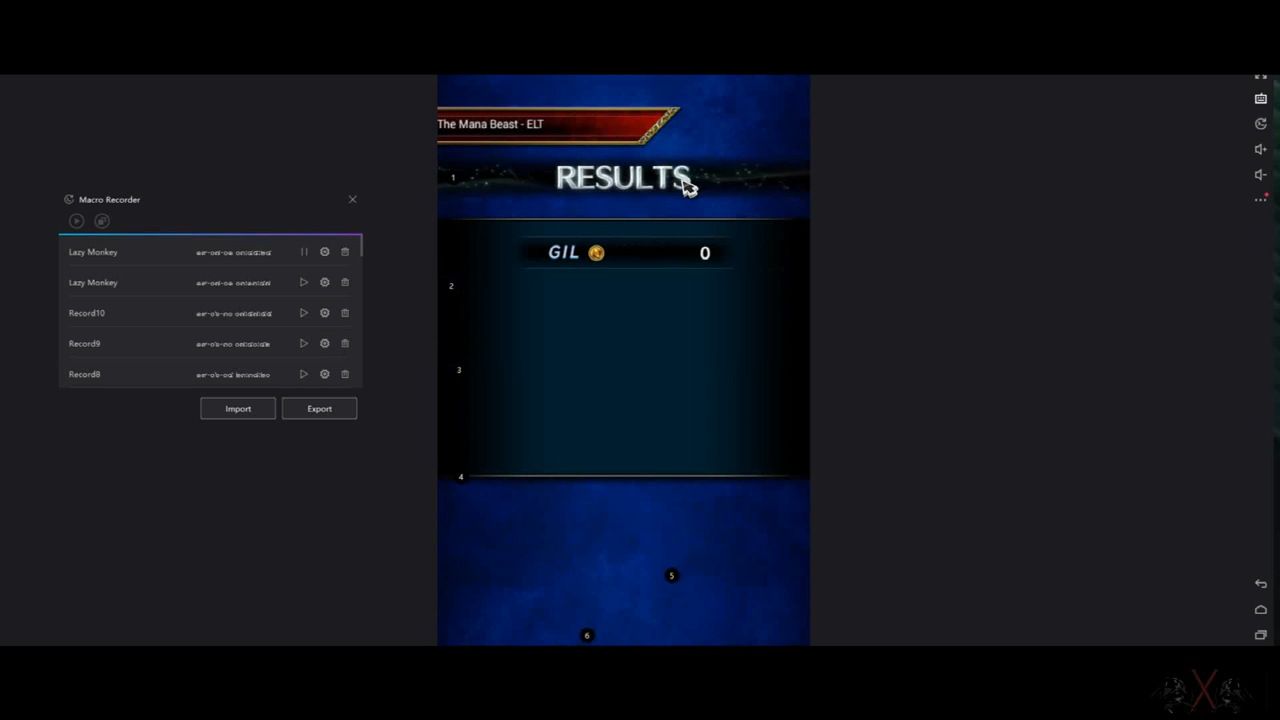 The Mana Beast - ELT
1
RESULTS
Macro Recorder
GIL 0
Lazy Monkey
Lazy Monkey
2
Record10
Record9
3
Record8
Import
Export
4
5
6
X